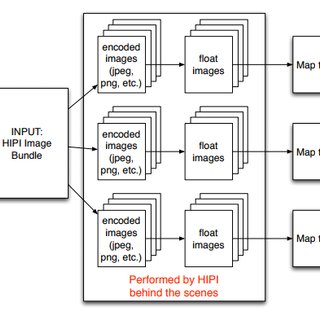 INPUT:
HIPI Image
Bundle
encoded
images
(jpeg,
png, etc.)
float
images
Map
encoded
images
(jpeg,
png, etc.)
float
images
Map
encoded
images
(jpeg,
png, etc.)
float
images
Map
Performed by HIPI
behind the scenes